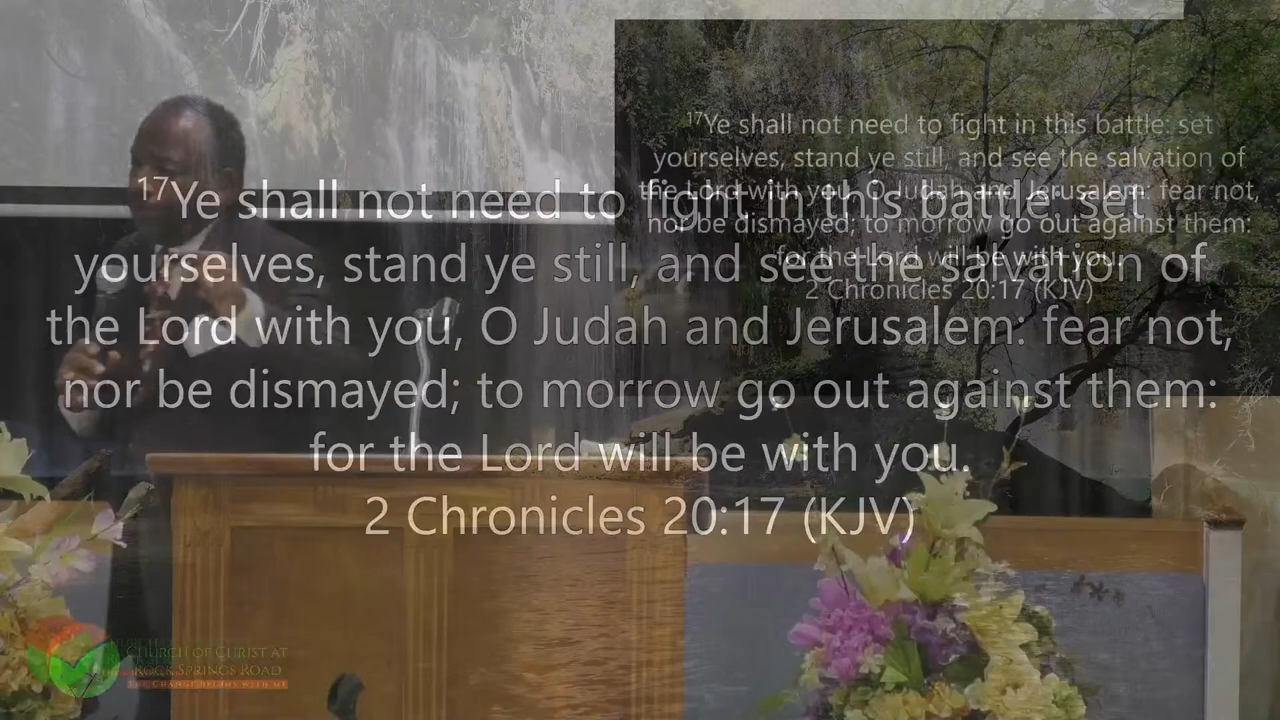 17Ye shall not need to fight in this battle: set
yourselves, stand ye still, and see the salvation of
the Lord with you, O Judah and Jerusalem: fear not,
nor be dismayed; to morrow go out against them:
for the Lord will be with you.
2 Chronicles 20:17 (KJV)
17Ye shall not need to fight in this battle: set
yourselves, stand ye still, and see the salvation of
the Lord with you, O Judah and Jerusalem: fear not,
nor be dismayed; to morrow go out against them:
for the Lord will be with you.
2 Chronicles 20:17 (KJV)
Church of Christ at
Rock Springs Road
The Change Begins With Me